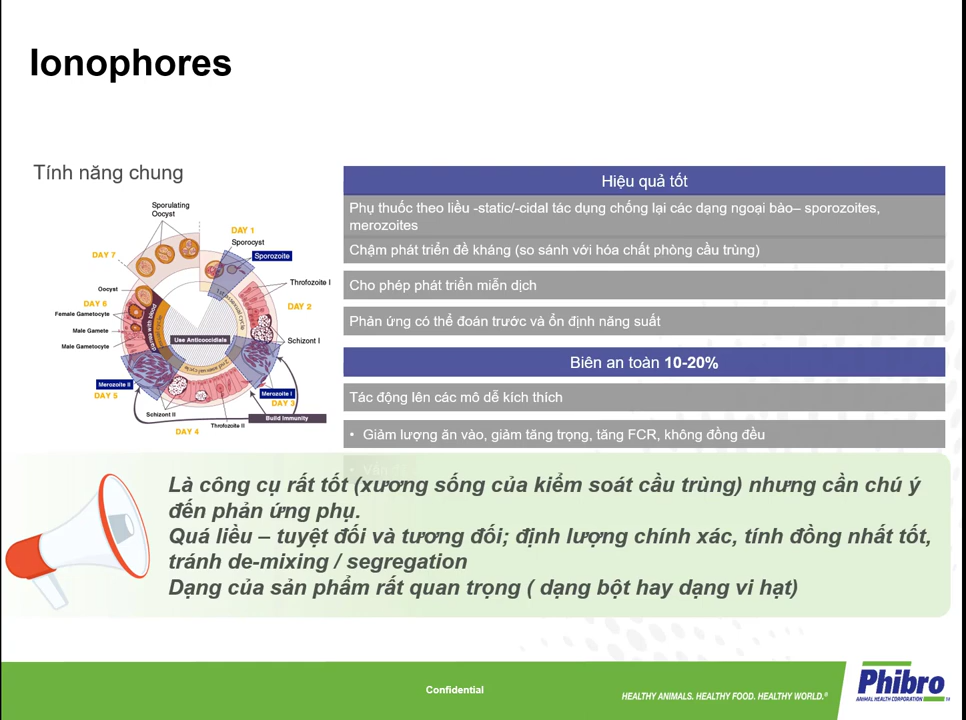 Ionophores
Tính năng chung
Sporulating
Oocyst
DAY 1
Sporocyst
Sporozoite
DAY 7
Throfozoite I
Oocyst
DAY 6
DAY 2
Female Gametocyte
Male Gamete
Male Gametocyte
Use Anticoccidials
Schizont I
Merozoite II
DAY 5
Merozoite I
DAY 3
Schizont II
Build Immunity
Throfozoite II
DAY 4
Hiệu quả tốt
Phụ thuốc theo liều -static/-cidal tác dụng chống lại các dạng ngoại bào– sporozoites,
merozoites
Chậm phát triển đề kháng (so sánh với hóa chất phòng cầu trùng)
Cho phép phát triển miễn dịch
Phản ứng có thể đoán trước và ổn định năng suất
Biên an toàn 10-20%
Tác động lên các mô dễ kích thích
• Giảm lượng ăn vào, giảm tăng trọng, tăng FCR, không đồng đều
Là công cụ rất tốt (xương sống của kiểm soát cầu trùng) nhưng cần chú ý
đến phản ứng phụ.
Quá liều – tuyệt đối và tương đối; định lượng chính xác, tính đồng nhất tốt,
tránh de-mixing / segregation
Dạng của sản phẩm rất quan trọng ( dạng bột hay dạng vi hạt)
Confidential
HEALTHY ANIMALS. HEALTHY FOOD. HEALTHY WORLD.®
Phibro
ANIMAL HEALTH CORPORATION